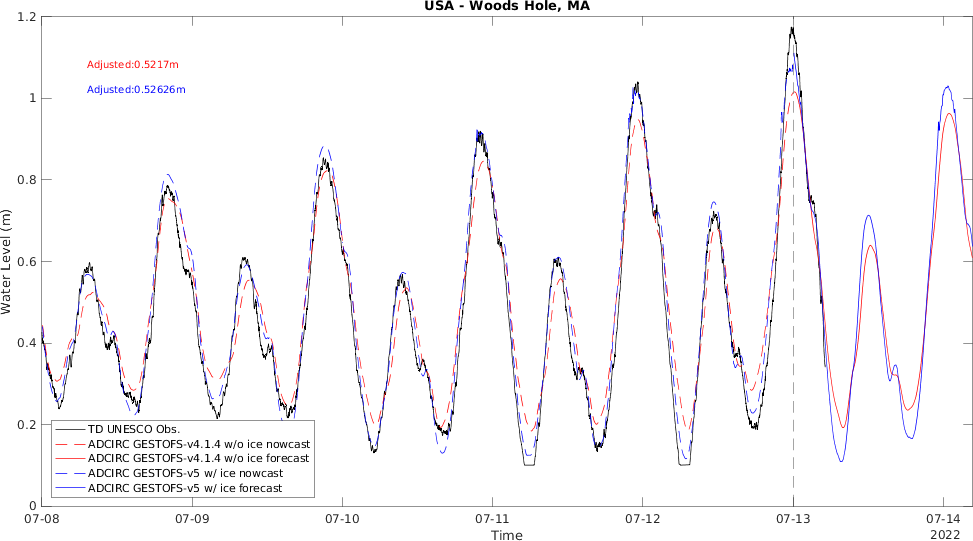 USA - Woods Hole, MA
1.2
1
0.8
0.6
0.4
0.2
0
Water Level (m)
Adjusted:0.5217m
Adjusted:0.52626m
TD UNESCO Obs.
ADCIRC GESTOFS-v4.1.4 w/o ice nowcast
ADCIRC GESTOFS-v4.1.4 w/o ice forecast
ADCIRC GESTOFS-v5 w/ ice nowcast
ADCIRC GESTOFS-v5 w/ ice forecast
07-08 07-09 07-10 07-11 07-12 07-13 07-14
Time
2022